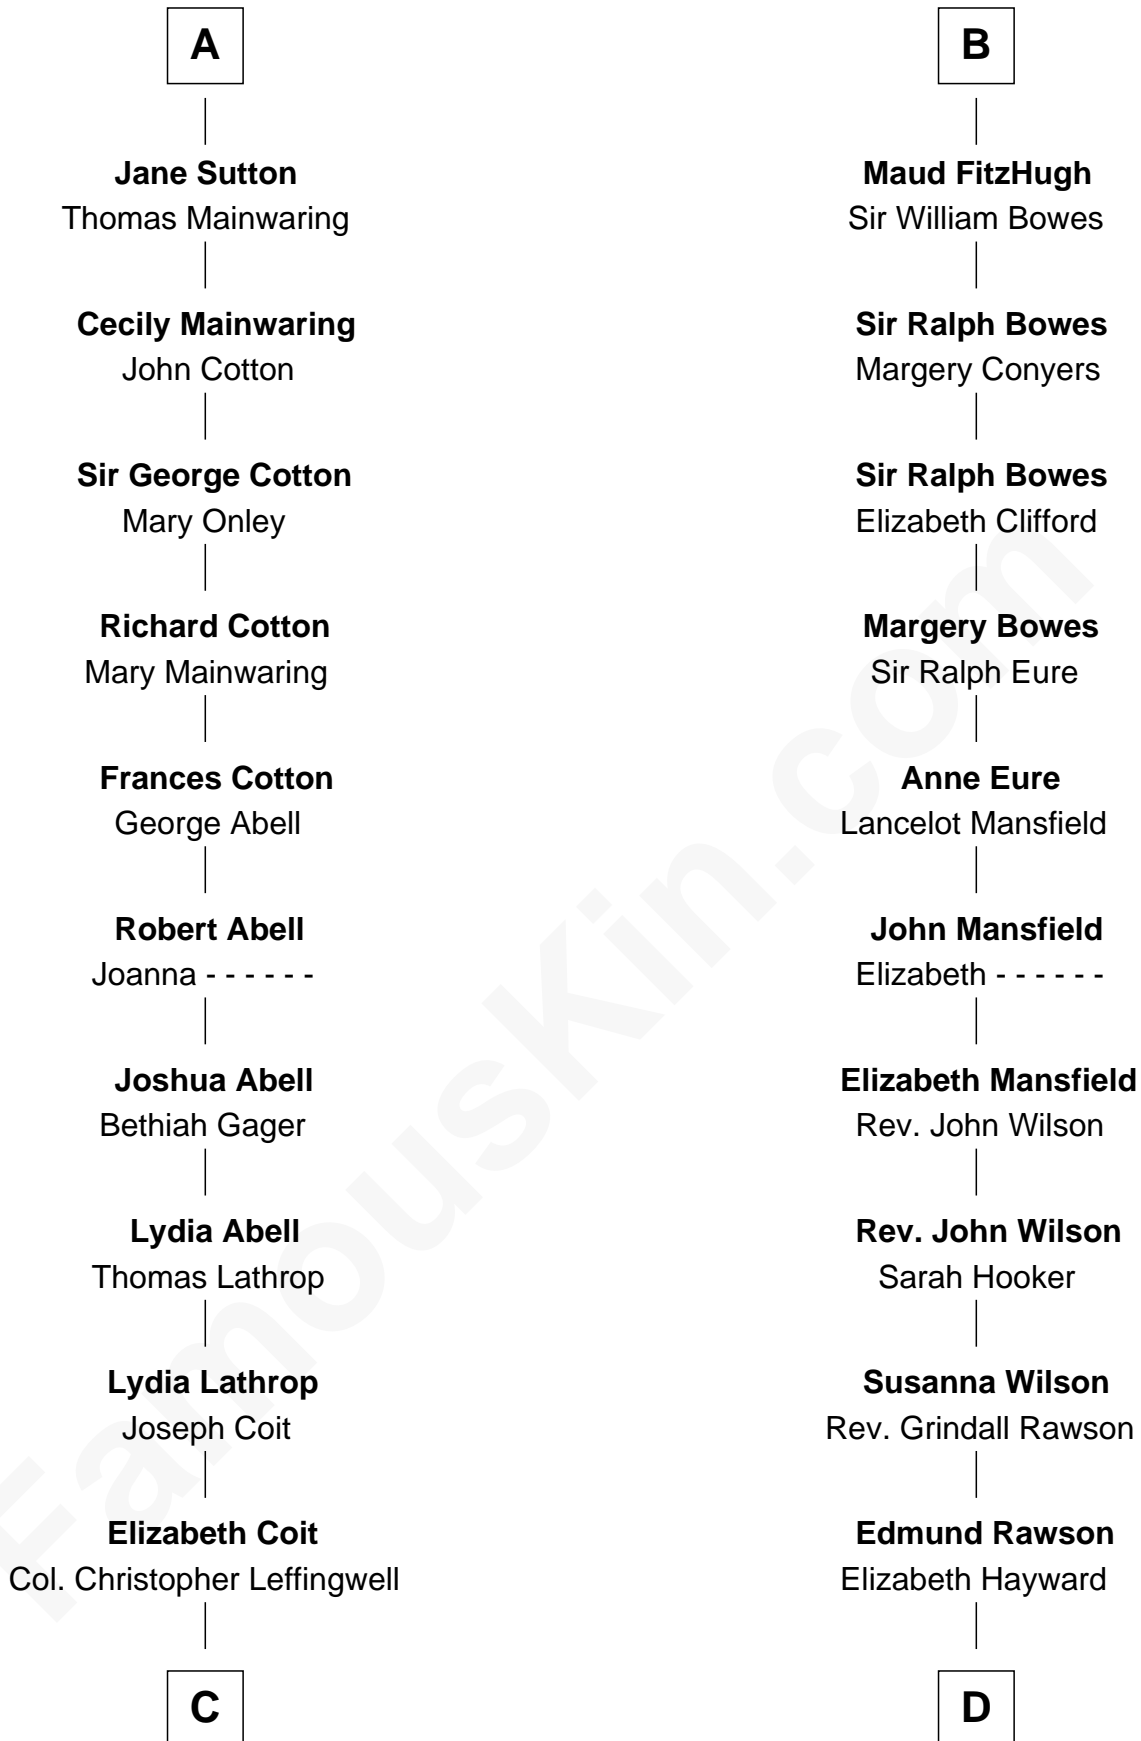 A
Jane Sutton
Thomas Mainwaring
Cecily Mainwaring
John Cotton
Sir George Cotton
Mary Onley
Richard Cotton
Mary Mainwaring
Frances Cotton
George Abell
Robert Abell
Joanna - - - - - -
Joshua Abell
Bethiah Gager
Lydia Abell
Thomas Lathrop
Lydia Lathrop
Joseph Coit
Elizabeth Coit
Col. Christopher Leffingwell
C
B
Maud FitzHugh
Sir William Bowes
Sir Ralph Bowes
Margery Conyers
Sir Ralph Bowes
Elizabeth Clifford
Margery Bowes
Sir Ralph Eure
Anne Eure
Lancelot Mansfield
John Mansfield
Elizabeth - - - - - -
Elizabeth Mansfield
Rev. John Wilson
Rev. John Wilson
Sarah Hooker
Susanna Wilson
Rev. Grindall Rawson
Edmund Rawson
Elizabeth Hayward
D
FamousKin.com